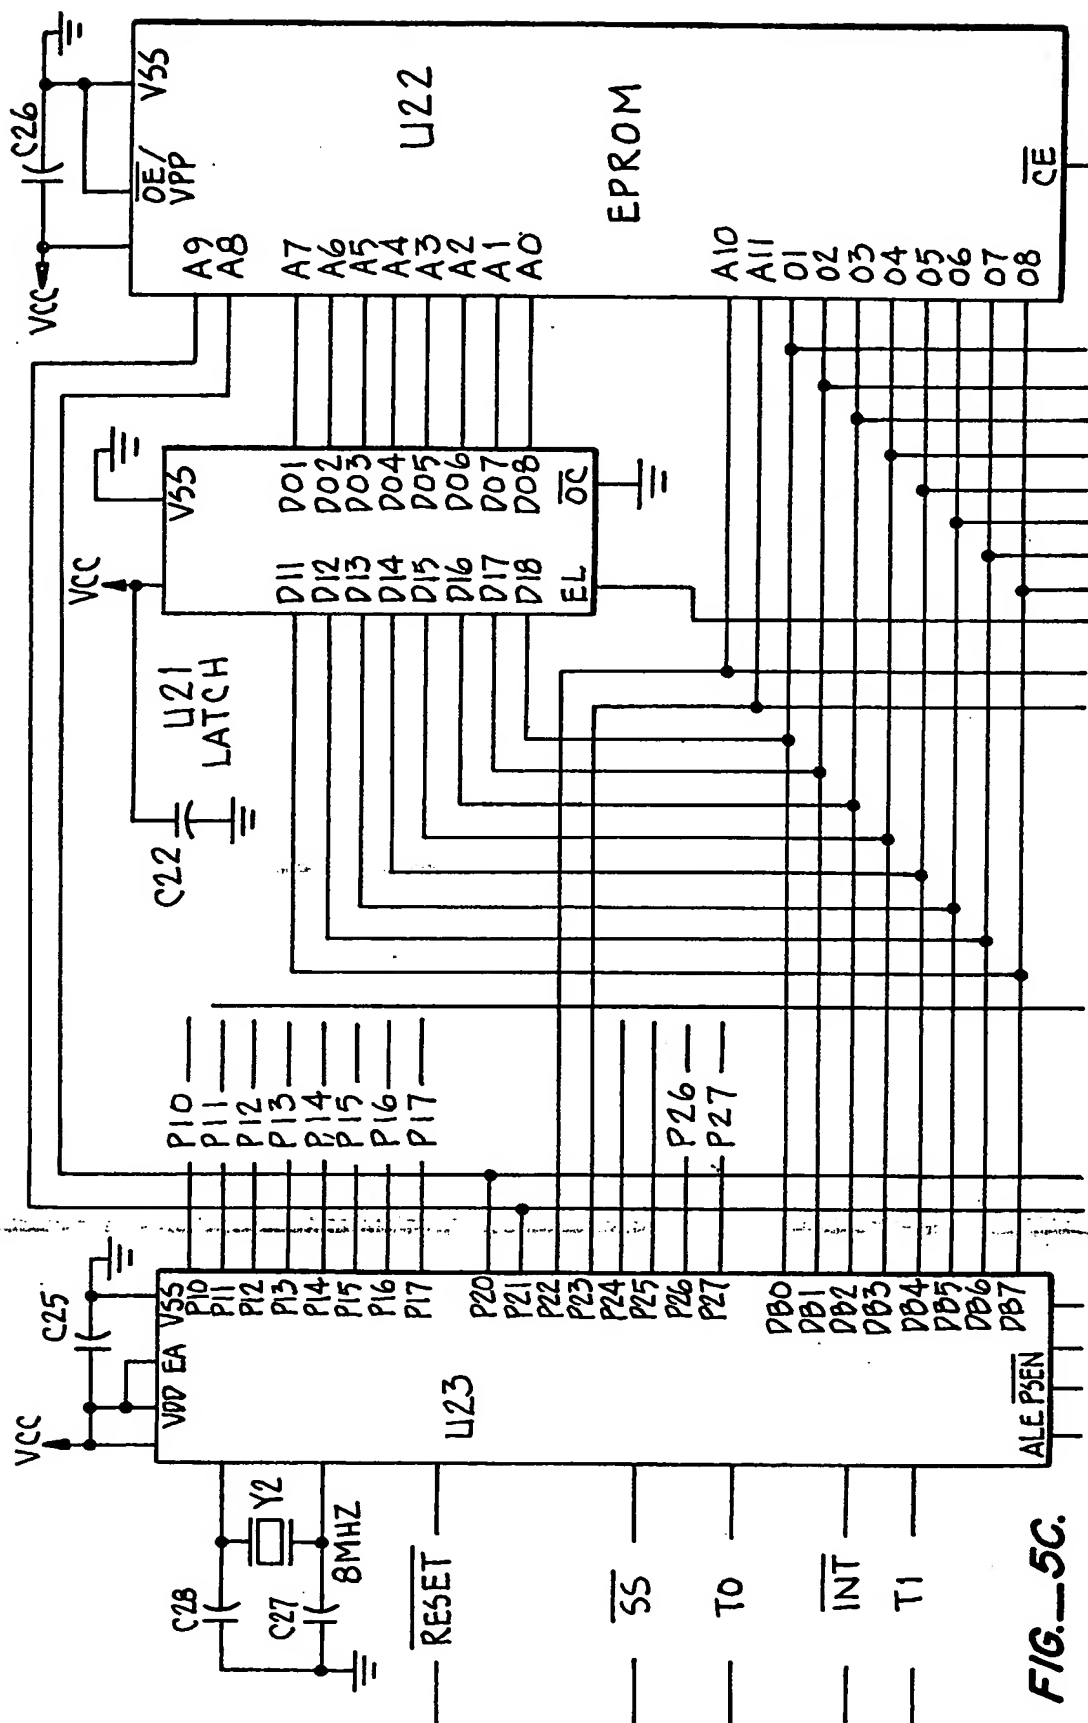 VCC
C26
VSS
OE/
VPP
A9
A8
A7
A6
A5
A4
A3
A2
A1
A0
A10
A11
O1
O2
O3
O4
O5
O6
O7
O8
CE
U22
EPROM
VCC
VSS
DI1
DI2
DI3
DI4
DI5
DI6
DI7
DI8
EL
DO1
DO2
DO3
DO4
DO5
DO6
DO7
DO8
OC
U21
LATCH
C22
P10
P11
P12
P13
P14
P15
P16
P17
P26
P27
VCC
C25
VDD
EA
VSS
P10
P11
P12
P13
P14
P15
P16
P17
P20
P21
P22
P23
P24
P25
P26
P27
DB0
DB1
DB2
DB3
DB4
DB5
DB6
DB7
ALE
PSEN
U23
C28
C27
Y2
8MHZ
RESET
SS
T0
INT
T1
FIG._5C.